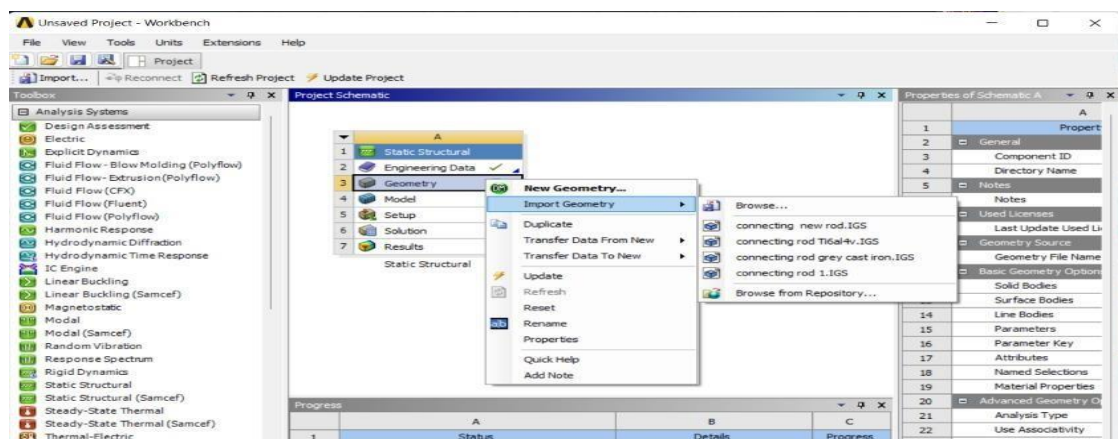 Unsaved Project - Workbench
File View Tools Units Extensions Help
Project
Import... Reconnect Refresh Project Update Project
Toolbox
Analysis Systems
Design Assessment
Electric
Explicit Dynamics
Fluid Flow - Blow Molding (Polyflow)
Fluid Flow - Extrusion (Polyflow)
Fluid Flow (CFX)
Fluid Flow (Fluent)
Fluid Flow (Polyflow)
Harmonic Response
Hydrodynamic Diffraction
Hydrodynamic Time Response
IC Engine
Linear Buckling
Linear Buckling (Samcef)
Magnetostatic
Modal
Modal (Samcef)
Random Vibration
Response Spectrum
Rigid Dynamics
Static Structural
Static Structural (Samcef)
Steady-State Thermal
Steady-State Thermal (Samcef)
Thermal-Electric
Project Schematic
A
1 Static Structural
2 Engineering Data
3 Geometry
4 Model
5 Setup
6 Solution
7 Results
Static Structural
New Geometry...
Import Geometry
Duplicate
Transfer Data From New
Transfer Data To New
Update
Refresh
Reset
Rename
Properties
Quick Help
Add Note
Browse...
connecting new rod.IGS
connecting rod Ti6al4v.IGS
connecting rod grey cast iron.IGS
connecting rod 1.IGS
Browse from Repository...
Progress
A B C
1 Status Details Progress
Properties of Schematic A
A
1 Propert
2 General
3 Component ID
4 Directory Name
5 Notes
Notes
Used Licenses
Last Update Used Li
Geometry Source
Geometry File Name
Basic Geometry Option
Solid Bodies
Surface Bodies
14 Line Bodies
15 Parameters
16 Parameter Key
17 Attributes
18 Named Selections
19 Material Properties
20 Advanced Geometry O
21 Analysis Type
22 Use Associativity